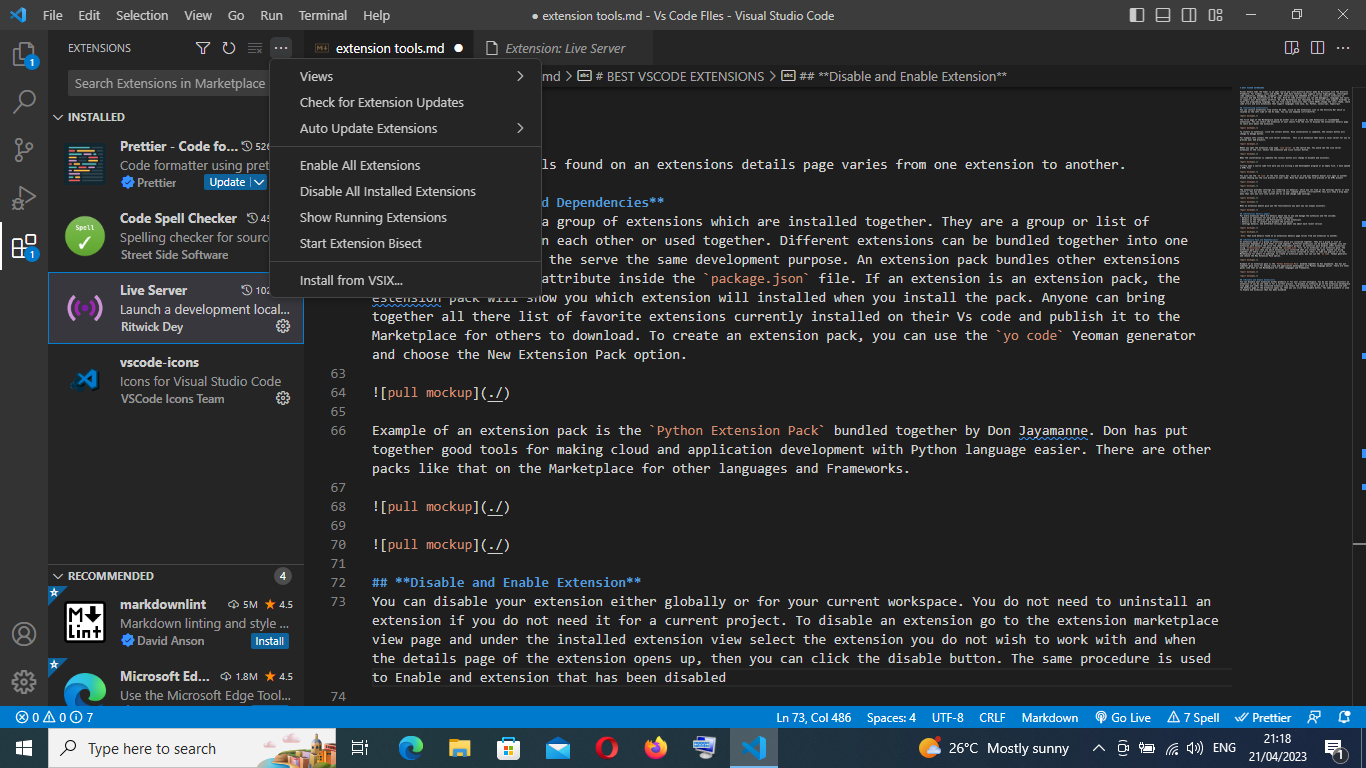 File Edit Selection View Go Run Terminal Help
● extension tools.md - Vs Code FIles - Visual Studio Code
EXTENSIONS
extension tools.md
Extension: Live Server
Search Extensions in Marketplace
md > # BEST VSCODE EXTENSIONS > ## **Disable and Enable Extension**
Views
Check for Extension Updates
Auto Update Extensions
Enable All Extensions
Disable All Installed Extensions
Show Running Extensions
Start Extension Bisect
Install from VSIX...
INSTALLED
Prettier - Code fo... 526
Code formatter using pret
Prettier
Update
Code Spell Checker 45
Spell
Spelling checker for source
Street Side Software
Live Server 102
Launch a development local...
Ritwick Dey
vscode-icons
Icons for Visual Studio Code
VSCode Icons Team
RECOMMENDED 4
markdownlint 5M 4.5
Lint
Markdown linting and style ...
David Anson
Install
Microsoft Ed... 1.8M 4.5
Use the Microsoft Edge Tool...
ls found on an extensions details page varies from one extension to another.
d Dependencies**
a group of extensions which are installed together. They are a group or list of
n each other or used together. Different extensions can be bundled together into one
the serve the same development purpose. An extension pack bundles other extensions
attribute inside the `package.json` file. If an extension is an extension pack, the
estension pack will show you which extension will installed when you install the pack. Anyone can bring
together all there list of favorite extensions currently installed on their Vs code and publish it to the
Marketplace for others to download. To create an extension pack, you can use the `yo code` Yeoman generator
and choose the New Extension Pack option.
63
64 ![pull mockup](./)
65
66 Example of an extension pack is the `Python Extension Pack` bundled together by Don Jayamanne. Don has put
together good tools for making cloud and application development with Python language easier. There are other
packs like that on the Marketplace for other languages and Frameworks.
67
68 ![pull mockup](./)
69
70 ![pull mockup](./)
71
72 ## **Disable and Enable Extension**
73 You can disable your extension either globally or for your current workspace. You do not need to uninstall an
extension if you do not need it for a current project. To disable an extension go to the extension marketplace
view page and under the installed extension view select the extension you do not wish to work with and when
the details page of the extension opens up, then you can click the disable button. The same procedure is used
to Enable and extension that has been disabled
74
0 0 7
Ln 73, Col 486 Spaces: 4 UTF-8 CRLF Markdown Go Live 7 Spell Prettier
1
1
Type here to search
26°C Mostly sunny
ENG
21:18
21/04/2023
1